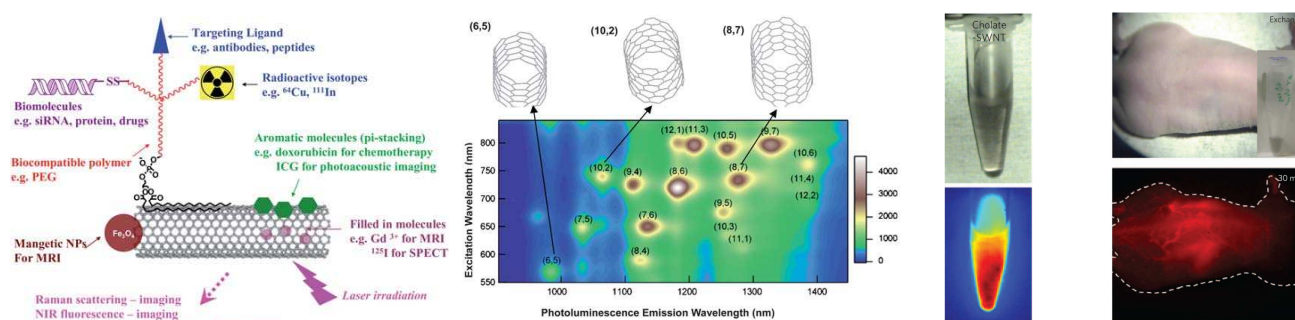 Targeting Ligand
e.g. antibodies, peptides
SS
Radioactive isotopes
e.g. ⁶⁴Cu, ¹¹¹In
Biomolecules
e.g. siRNA, protein, drugs
Aromatic molecules (pi-stacking)
e.g. doxorubicin for chemotherapy
ICG for photoacoustic imaging
Biocompatible polymer
e.g. PEG
Filled in molecules
e.g. Gd ³⁺ for MRI
¹²⁵I for SPECT
Fe₃O₄
Mangetic NPs
For MRI
Raman scattering – imaging
NIR fluorescence – imaging
Laser irradiation
(6,5)
(10,2)
(8,7)
Excitation Wavelength (nm)
800
750
700
650
600
550
(12,1) (11,3)
(10,5)
(9,7)
(10,2)
(9,4)
(8,6)
(8,7)
(10,6)
(11,4)
(12,2)
(7,5)
(7,6)
(9,5)
(10,3)
(11,1)
(6,5)
(8,4)
4000
3000
2000
1000
0
1000
1100
1200
1300
1400
Photoluminescence Emission Wavelength (nm)
Cholate
-SWNT
Exchan
30 m